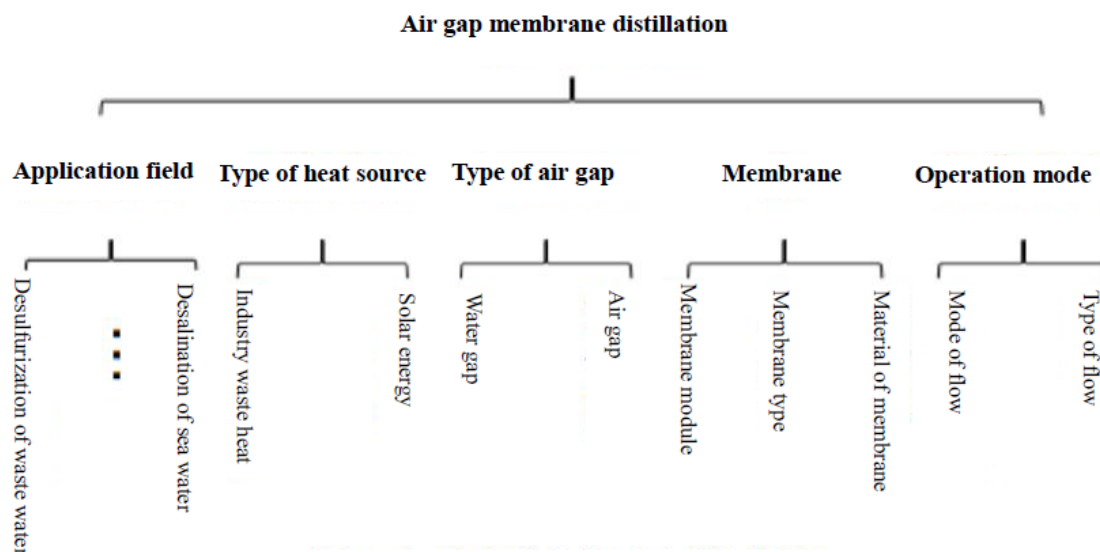 Air gap membrane distillation
Application field
Type of heat source
Type of air gap
Membrane
Operation mode
Desulfurization of waste water
Desalination of sea water
Industry waste heat
Solar energy
Water gap
Air gap
Membrane module
Membrane type
Material of membrane
Mode of flow
Type of flow